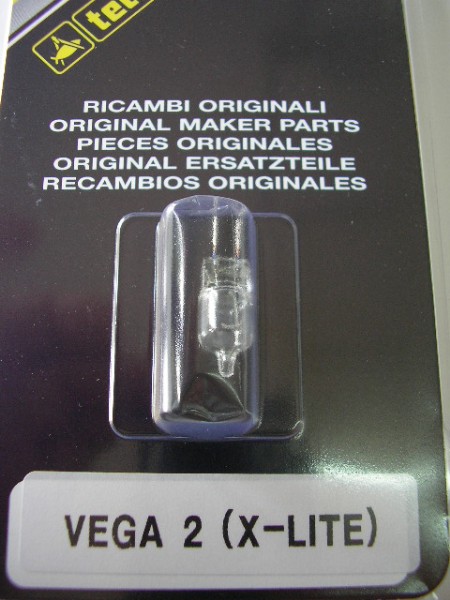 RICAMBI ORIGINALI
ORIGINAL MAKER PARTS
PIECES ORIGINALES
ORIGINAL ERSATZTEILE
RECAMBIOS ORIGINALES
VEGA 2 (X-LITE)